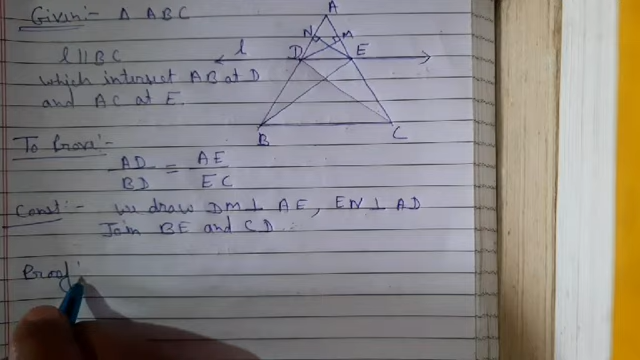 Given:- Δ ABC
l || BC
which intersect AB at D
and AC at E.
A
N
M
l
D
E
B
C
To Prove:-
AD/BD = AE/EC
Const:- we draw DM ⊥ AE, EN ⊥ AD
Join BE and CD.
Proof: